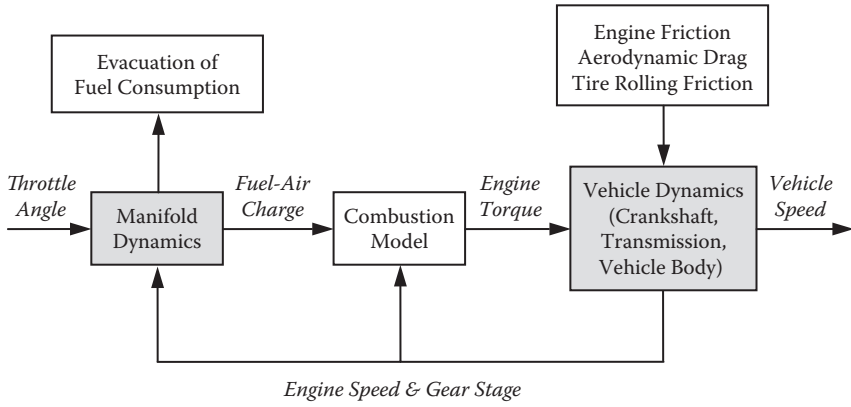 Evacuation of
Fuel Consumption
Engine Friction
Aerodynamic Drag
Tire Rolling Friction
Throttle
Angle
Manifold
Dynamics
Fuel-Air
Charge
Combustion
Model
Engine
Torque
Vehicle Dynamics
(Crankshaft,
Transmission,
Vehicle Body)
Vehicle
Speed
Engine Speed & Gear Stage